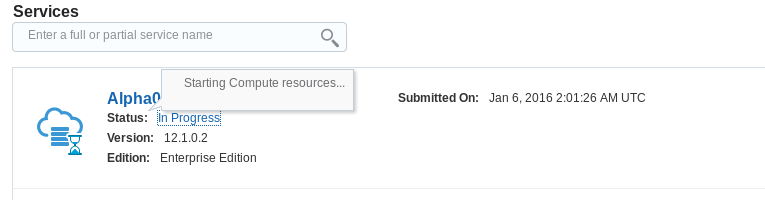 Services
Enter a full or partial service name
Starting Compute resources...
Alpha0
Submitted On: Jan 6, 2016 2:01:26 AM UTC
Status: In Progress
Version: 12.1.0.2
Edition: Enterprise Edition